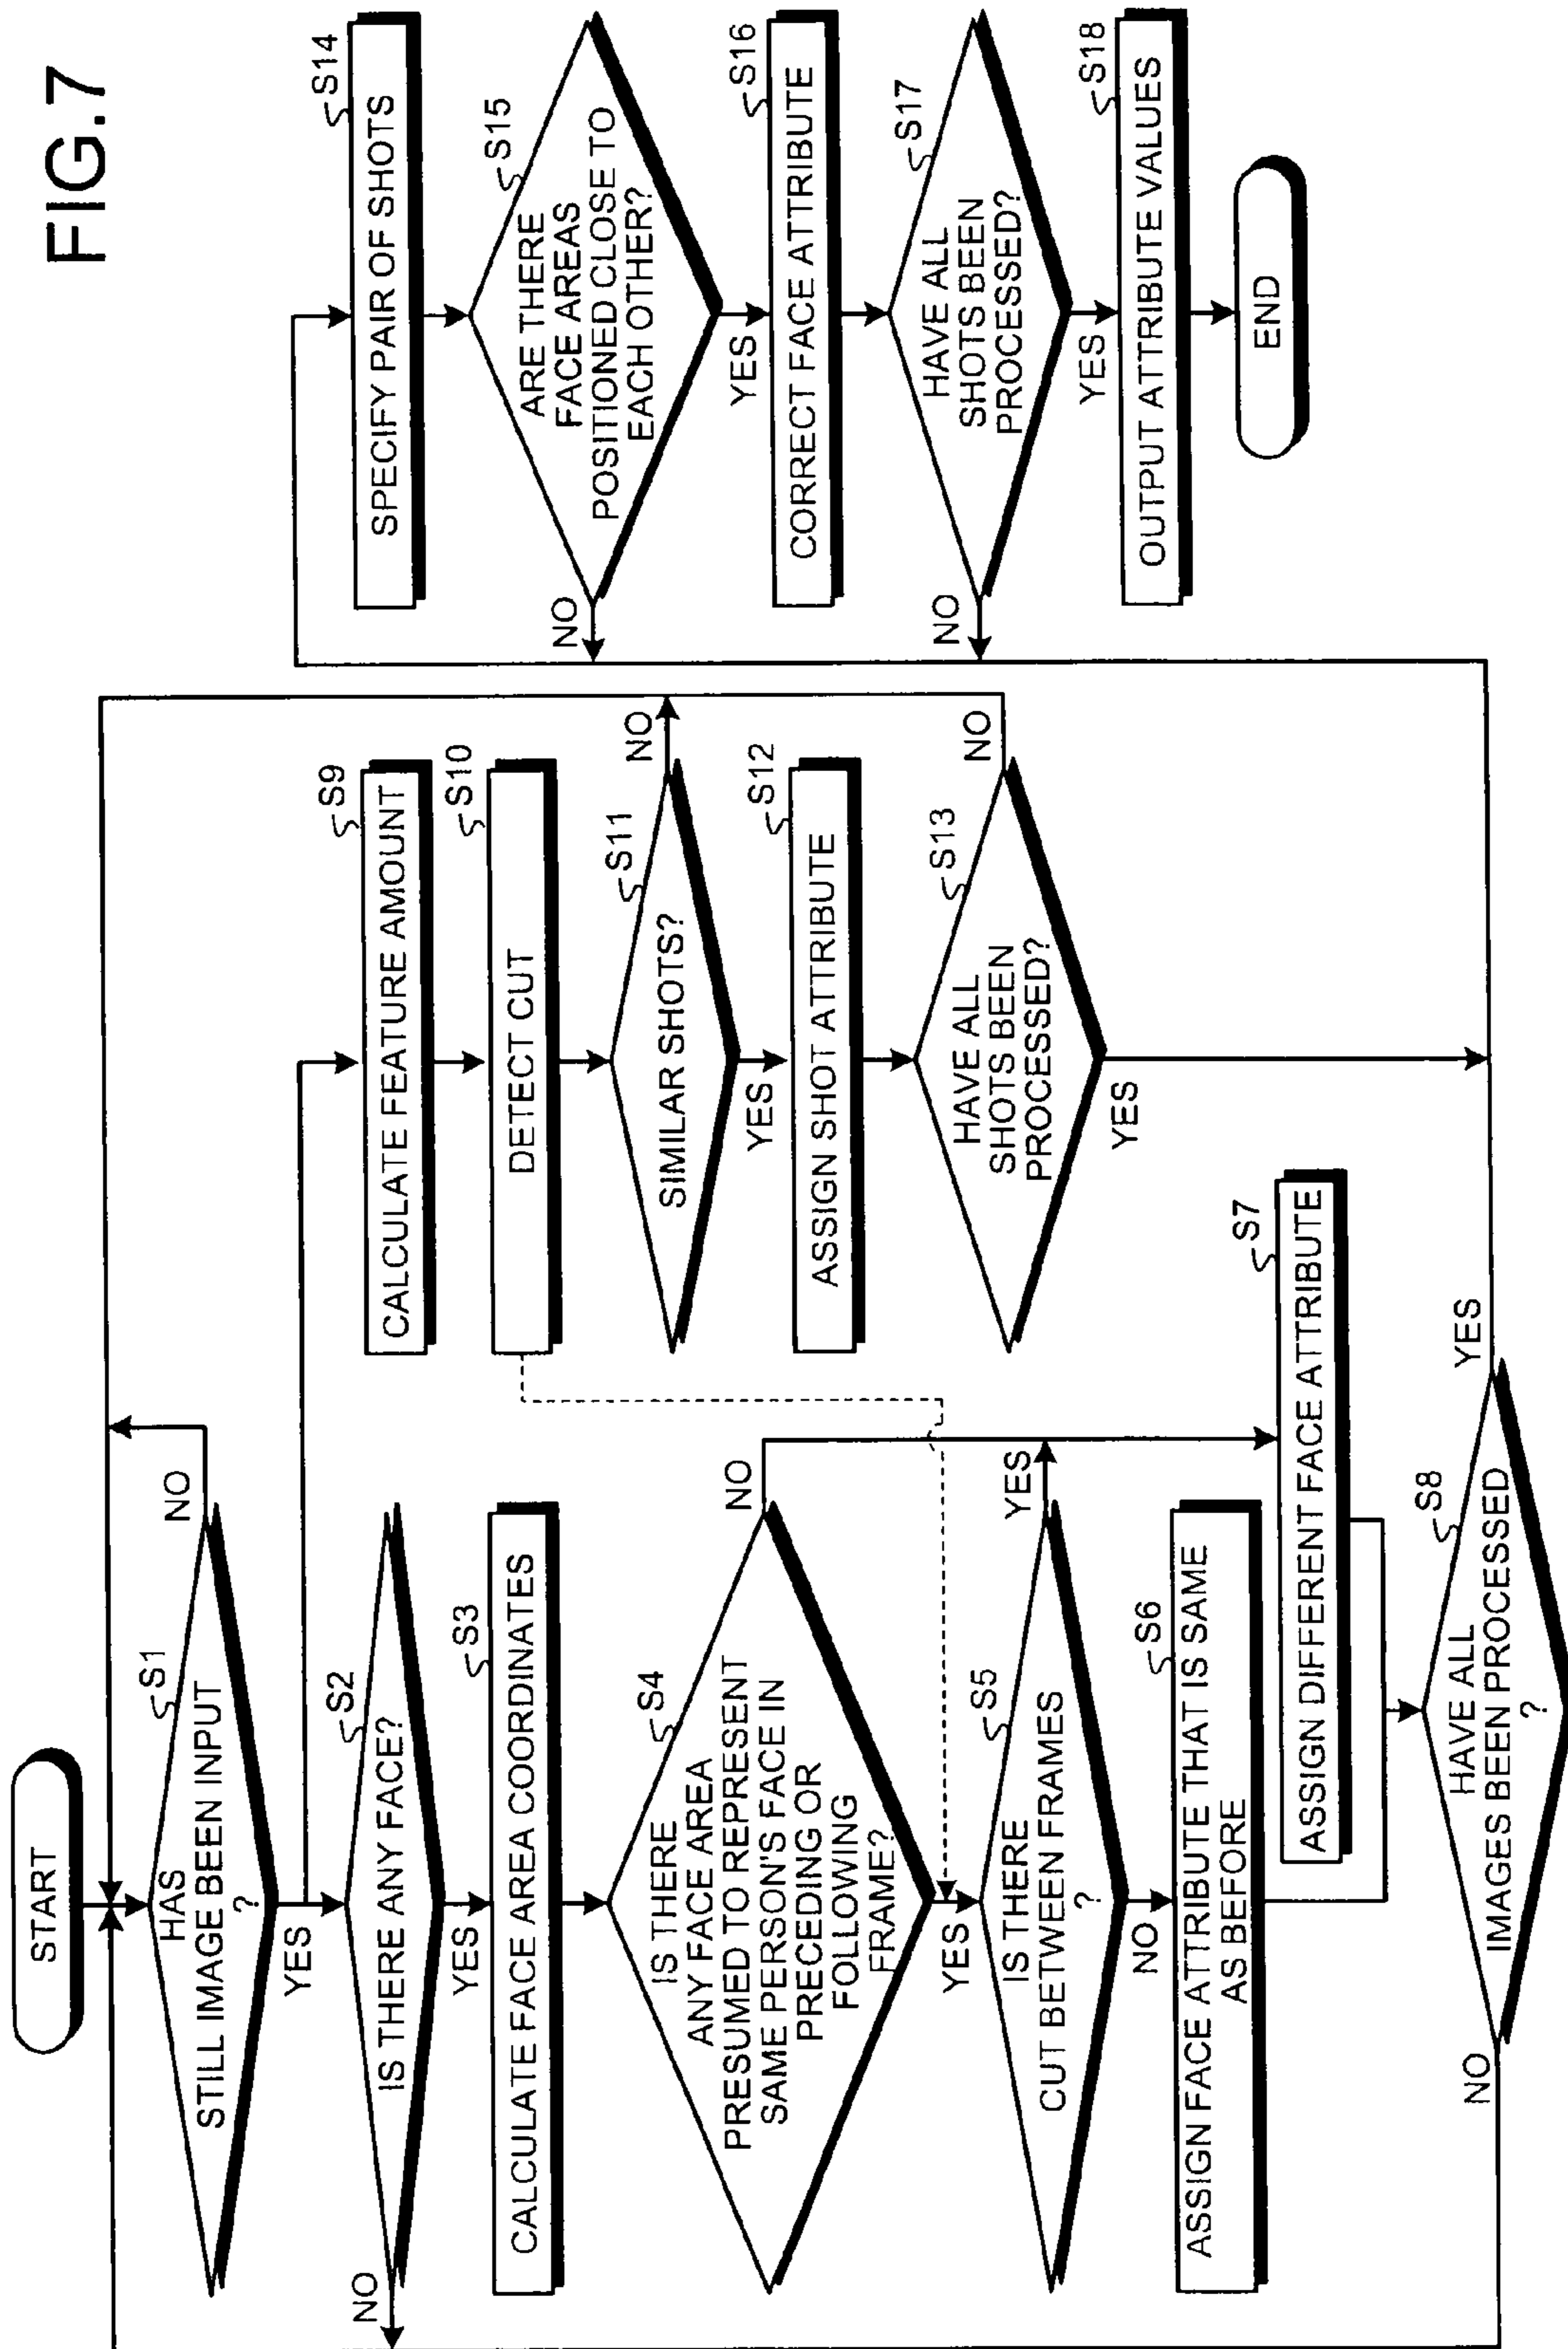 FIG.7
START
S1
HAS
STILL IMAGE BEEN INPUT
?
NO
YES
S2
IS THERE ANY FACE?
NO
YES
S3
CALCULATE FACE AREA COORDINATES
S4
IS THERE
ANY FACE AREA
PRESUMED TO REPRESENT
SAME PERSON'S FACE IN
PRECEDING OR
FOLLOWING
FRAME?
NO
YES
S5
IS THERE
CUT BETWEEN FRAMES
?
YES
NO
S6
ASSIGN FACE ATTRIBUTE THAT IS SAME
AS BEFORE
S7
ASSIGN DIFFERENT FACE ATTRIBUTE
S8
HAVE ALL
IMAGES BEEN PROCESSED
?
NO
YES
S9
CALCULATE FEATURE AMOUNT
S10
DETECT CUT
S11
SIMILAR SHOTS?
NO
YES
S12
ASSIGN SHOT ATTRIBUTE
S13
HAVE ALL
SHOTS BEEN
PROCESSED?
NO
YES
S14
SPECIFY PAIR OF SHOTS
S15
ARE THERE
FACE AREAS
POSITIONED CLOSE TO
EACH OTHER?
NO
YES
S16
CORRECT FACE ATTRIBUTE
S17
HAVE ALL
SHOTS BEEN
PROCESSED?
NO
YES
S18
OUTPUT ATTRIBUTE VALUES
END